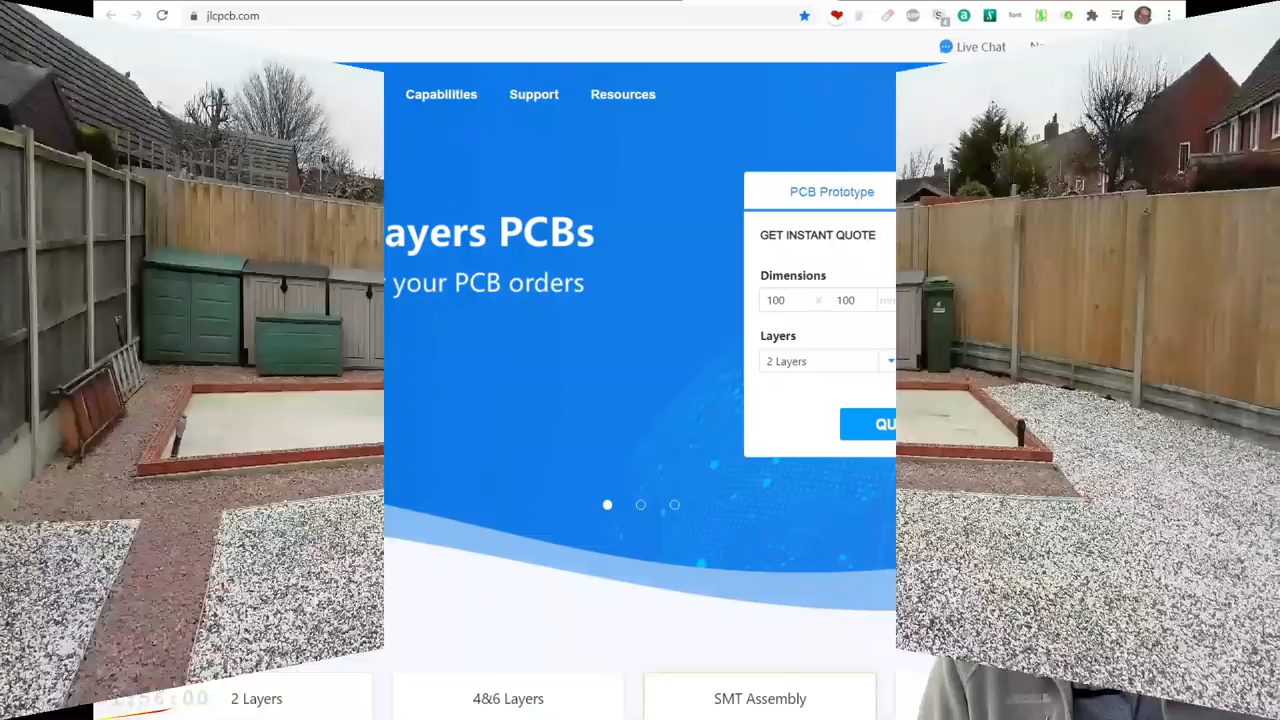 jlcpcb.com
Live Chat
Capabilities
Support
Resources
PCB Prototype
ayers PCBs
GET INSTANT QUOTE
your PCB orders
Dimensions
100 x 100
Layers
2 Layers
QU
2 Layers
4&6 Layers
SMT Assembly